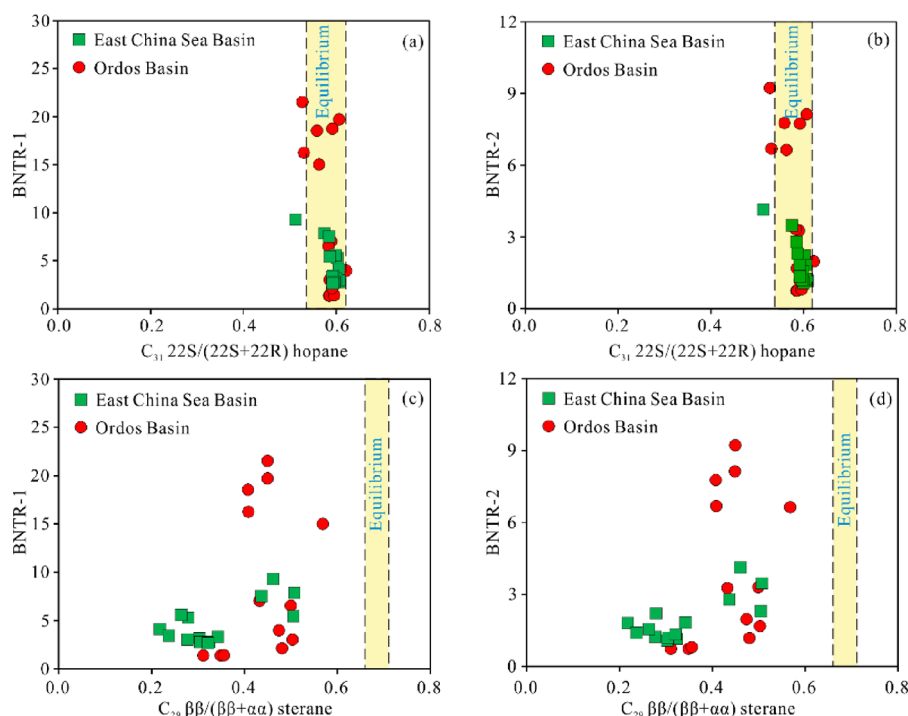 30
25
20
15
10
5
0
BNTR-1
East China Sea Basin
Ordos Basin
Equilibrium
(a)
0.0
0.2
0.4
0.6
0.8
C₃₁ 22S/(22S+22R) hopane
12
9
6
3
0
BNTR-2
East China Sea Basin
Ordos Basin
Equilibrium
(b)
0.0
0.2
0.4
0.6
0.8
C₃₁ 22S/(22S+22R) hopane
30
25
20
15
10
5
0
BNTR-1
East China Sea Basin
Ordos Basin
Equilibrium
(c)
0.0
0.2
0.4
0.6
0.8
C₂₉ ββ/(ββ+αα) sterane
12
9
6
3
0
BNTR-2
East China Sea Basin
Ordos Basin
Equilibrium
(d)
0.0
0.2
0.4
0.6
0.8
C₂₉ ββ/(ββ+αα) sterane